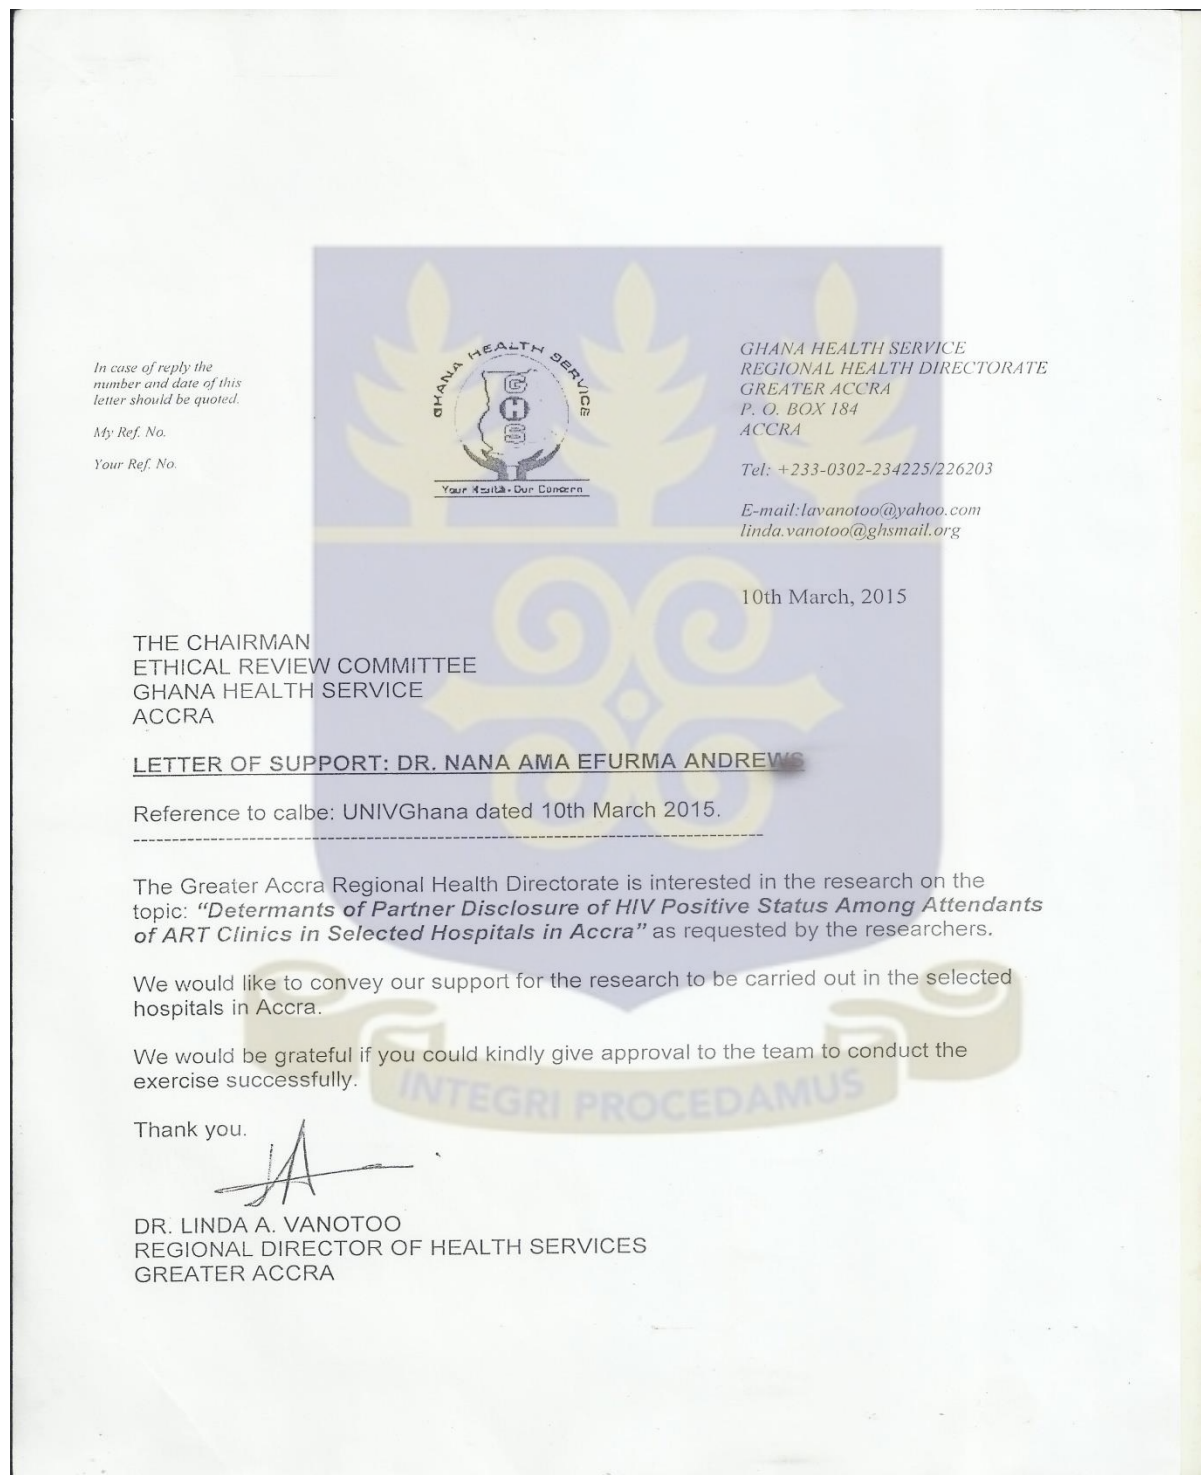 In case of reply the
number and date of this
letter should be quoted.
My Ref. No.
Your Ref. No.
GHANA HEALTH SERVICE
GHS
Your Health - Our Concern
GHANA HEALTH SERVICE
REGIONAL HEALTH DIRECTORATE
GREATER ACCRA
P. O. BOX 184
ACCRA
Tel: +233-0302-234225/226203
E-mail:lavanotoo@yahoo.com
linda.vanotoo@ghsmail.org
10th March, 2015
THE CHAIRMAN
ETHICAL REVIEW COMMITTEE
GHANA HEALTH SERVICE
ACCRA
LETTER OF SUPPORT: DR. NANA AMA EFURMA ANDREWS
Reference to calbe: UNIVGhana dated 10th March 2015.
The Greater Accra Regional Health Directorate is interested in the research on the
topic: “Determants of Partner Disclosure of HIV Positive Status Among Attendants
of ART Clinics in Selected Hospitals in Accra” as requested by the researchers.
We would like to convey our support for the research to be carried out in the selected
hospitals in Accra.
We would be grateful if you could kindly give approval to the team to conduct the
exercise successfully.
INTEGRI PROCEDAMUS
Thank you.
DR. LINDA A. VANOTOO
REGIONAL DIRECTOR OF HEALTH SERVICES
GREATER ACCRA